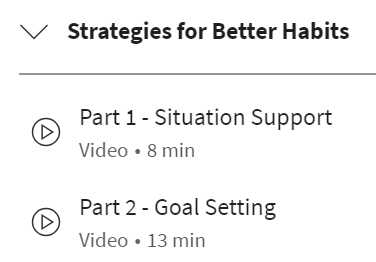 Strategies for Better Habits
Part 1 - Situation Support
Video • 8 min
Part 2 - Goal Setting
Video • 13 min